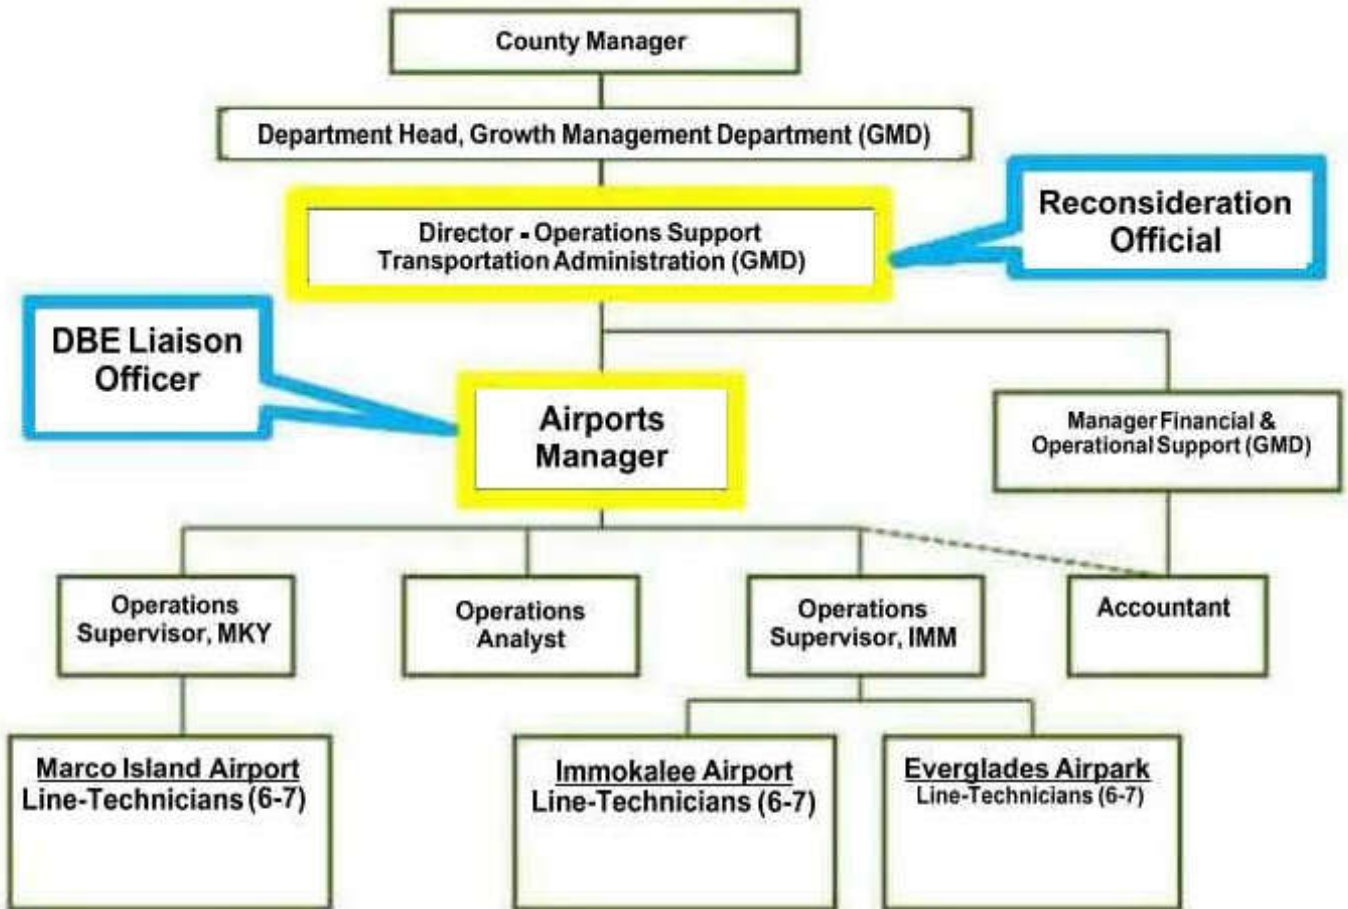 County Manager
Department Head, Growth Management Department (GMD)
Director - Operations Support
Transportation Administration (GMD)
Reconsideration
Official
DBE Liaison
Officer
Airports
Manager
Manager Financial &
Operational Support (GMD)
Operations
Supervisor, MKY
Operations
Analyst
Operations
Supervisor, IMM
Accountant
Marco Island Airport
Line-Technicians (6-7)
Immokalee Airport
Line-Technicians (6-7)
Everglades Airpark
Line-Technicians (6-7)